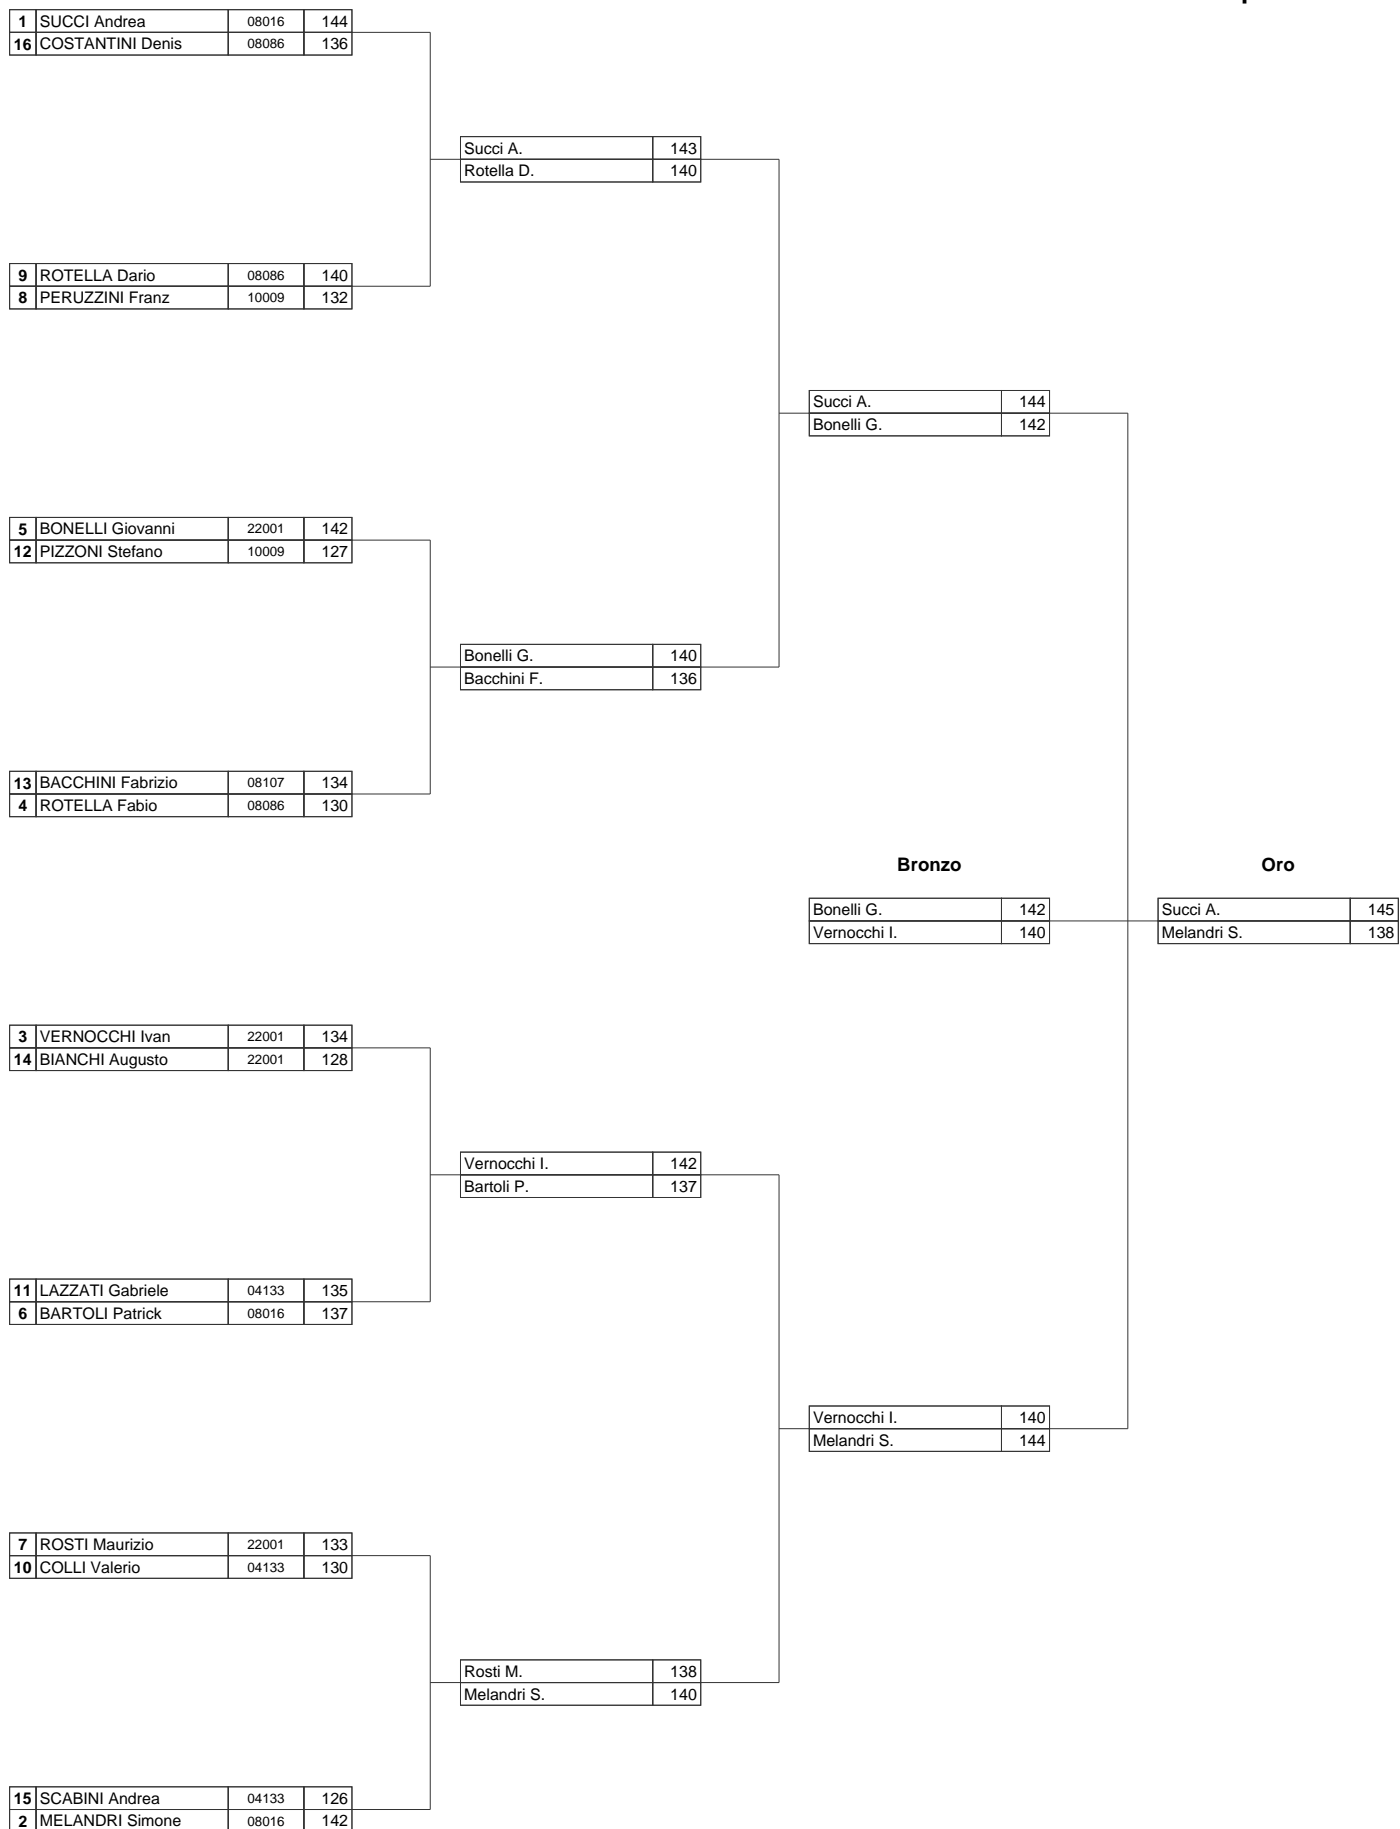 1 SUCCI Andrea 08016 144
16 COSTANTINI Denis 08086 136
Succi A. 143
Rotella D. 140
9 ROTELLA Dario 08086 140
8 PERUZZINI Franz 10009 132
Succi A. 144
Bonelli G. 142
5 BONELLI Giovanni 22001 142
12 PIZZONI Stefano 10009 127
Bonelli G. 140
Bacchini F. 136
13 BACCHINI Fabrizio 08107 134
4 ROTELLA Fabio 08086 130
Bronzo Oro
Bonelli G. 142 Succi A. 145
Vernocchi I. 140 Melandri S. 138
3 VERNOCCHI Ivan 22001 134
14 BIANCHI Augusto 22001 128
Vernocchi I. 142
Bartoli P. 137
11 LAZZATI Gabriele 04133 135
6 BARTOLI Patrick 08016 137
Vernocchi I. 140
Melandri S. 144
7 ROSTI Maurizio 22001 133
10 COLLI Valerio 04133 130
Rosti M. 138
Melandri S. 140
15 SCABINI Andrea 04133 126
2 MELANDRI Simone 08016 142